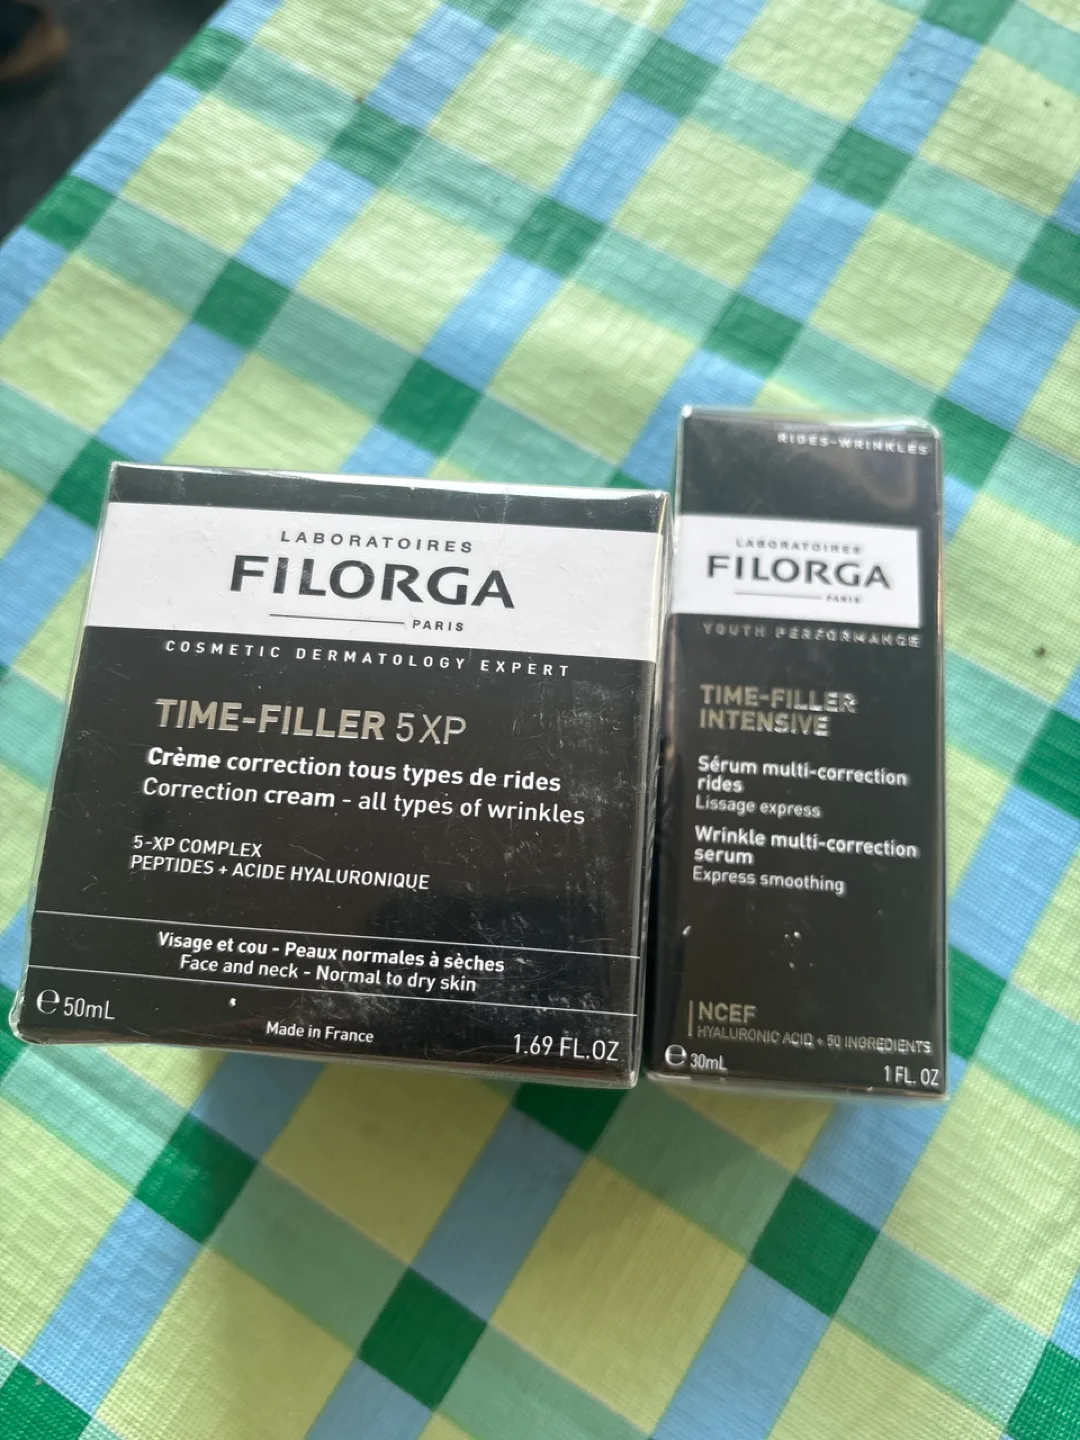 LABORATOIRES
FILORGA
PARIS
COSMETIC DERMATOLOGY EXPERT
TIME-FILLER 5XP
Crème correction tous types de rides
Correction cream - all types of wrinkles
5-XP COMPLEX
PEPTIDES + ACIDE HYALURONIQUE
Visage et cou - Peaux normales à sèches
Face and neck - Normal to dry skin
℮ 50mL
Made in France
1.69 FL.OZ
RIDES-WRINKLES
LABORATOIRES
FILORGA
PARIS
YOUTH PERFORMANCE
TIME-FILLER
INTENSIVE
Sérum multi-correction
rides
Lissage express
Wrinkle multi-correction
serum
Express smoothing
NCEF
HYALURONIC ACID + 50 INGREDIENTS
℮ 30mL
1 FL. OZ